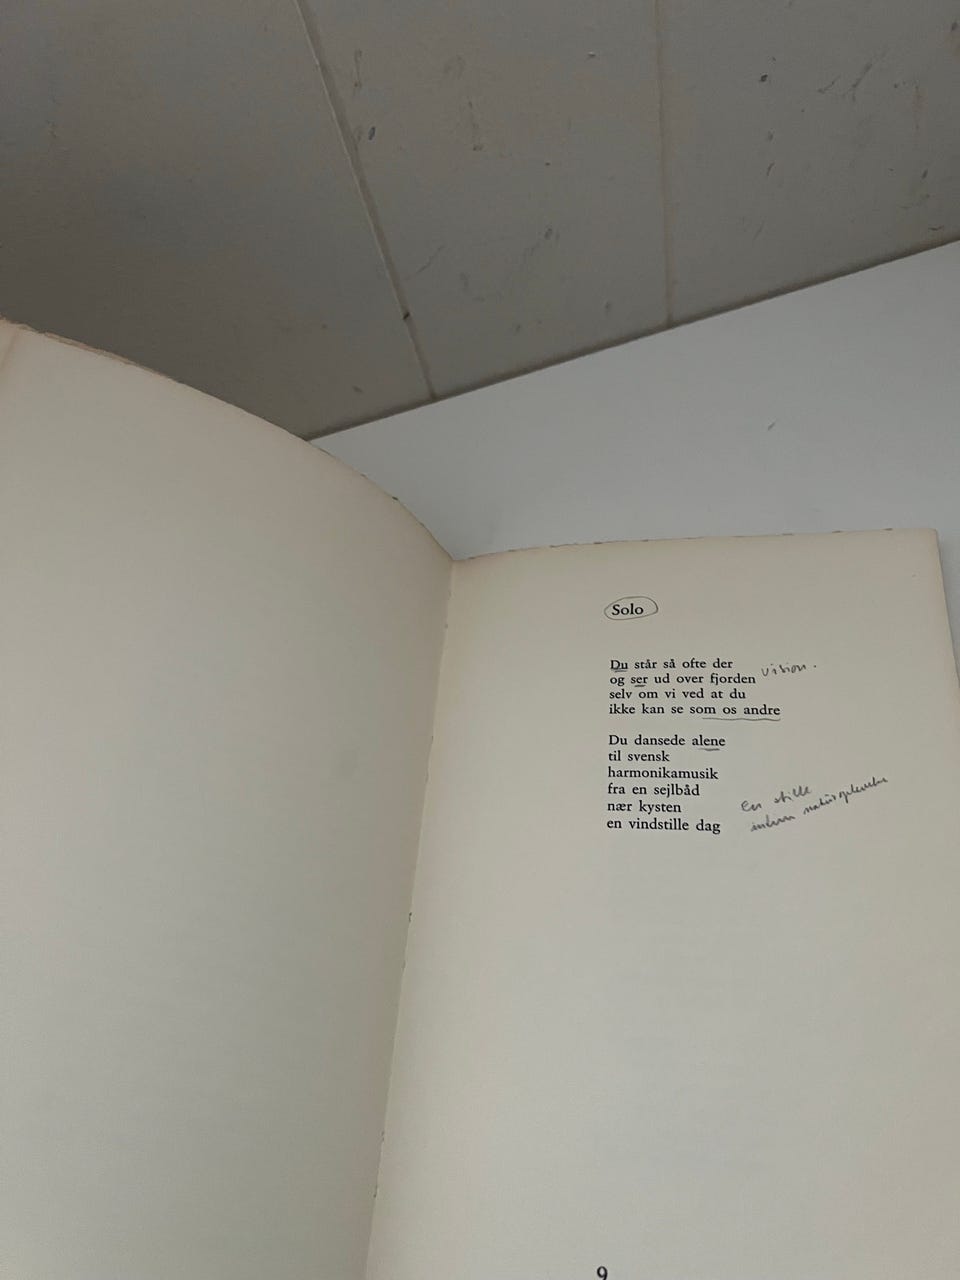 Solo
Du står så ofte der
og ser ud over fjorden
vision.
selv om vi ved at du
ikke kan se som os andre
Du dansede alene
til svensk
harmonikamusik
fra en sejlbåd
nær kysten
en vindstille dag
en stille
intim naturoplevelse
9